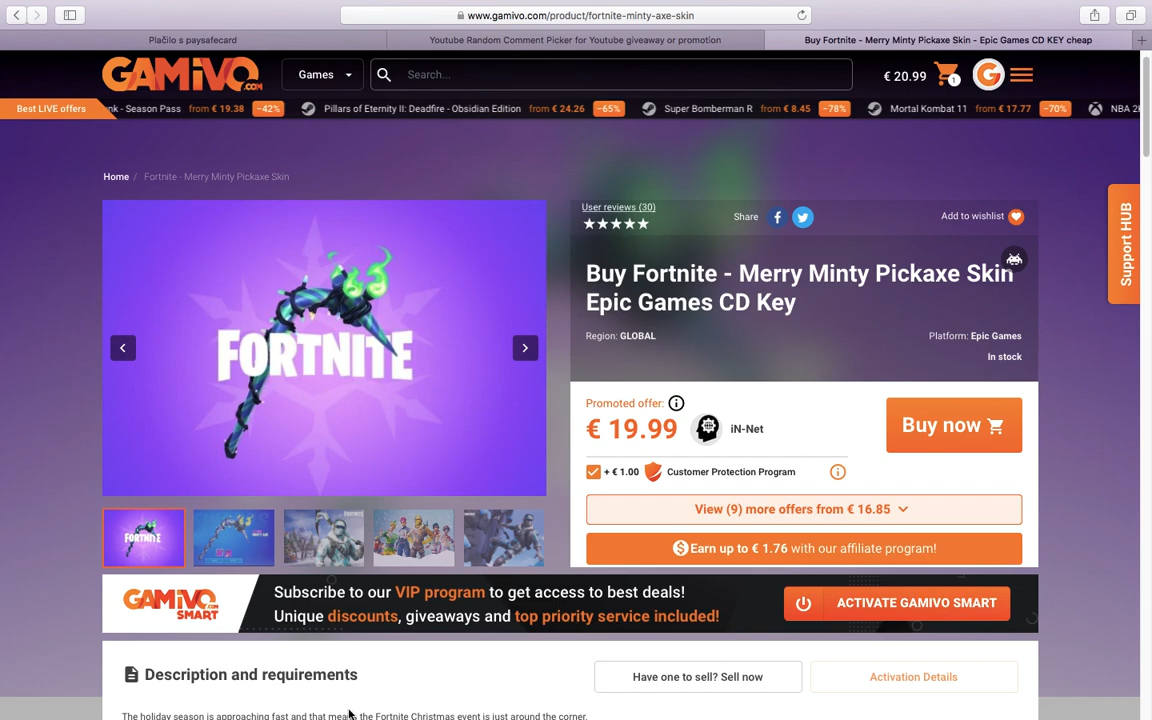 www.gamivo.com/product/fortnite-minty-axe-skin
Plačilo s paysafecard
Youtube Random Comment Picker for Youtube giveaway or promotion
Buy Fortnite - Merry Minty Pickaxe Skin - Epic Games CD KEY cheap
GAMIVO.COM
Games
Search...
€ 20.99
1
Best LIVE offers
nk - Season Pass from € 19.38 -42%
Pillars of Eternity II: Deadfire - Obsidian Edition from € 24.26 -65%
Super Bomberman R from € 8.45 -78%
Mortal Kombat 11 from € 17.77 -70%
NBA 2
Home / Fortnite - Merry Minty Pickaxe Skin
FORTNITE
User reviews (30)
Share
Add to wishlist
Support HUB
Buy Fortnite - Merry Minty Pickaxe Skin
Epic Games CD Key
Region: GLOBAL
Platform: Epic Games
In stock
Promoted offer:
€ 19.99
iN-Net
Buy now
+ € 1.00 Customer Protection Program
View (9) more offers from € 16.85
Earn up to € 1.76 with our affiliate program!
FORTNITE
GAMIVO SMART
Subscribe to our VIP program to get access to best deals!
Unique discounts, giveaways and top priority service included!
ACTIVATE GAMIVO SMART
Description and requirements
Have one to sell? Sell now
Activation Details
The holiday season is approaching fast and that means the Fortnite Christmas event is just around the corner.